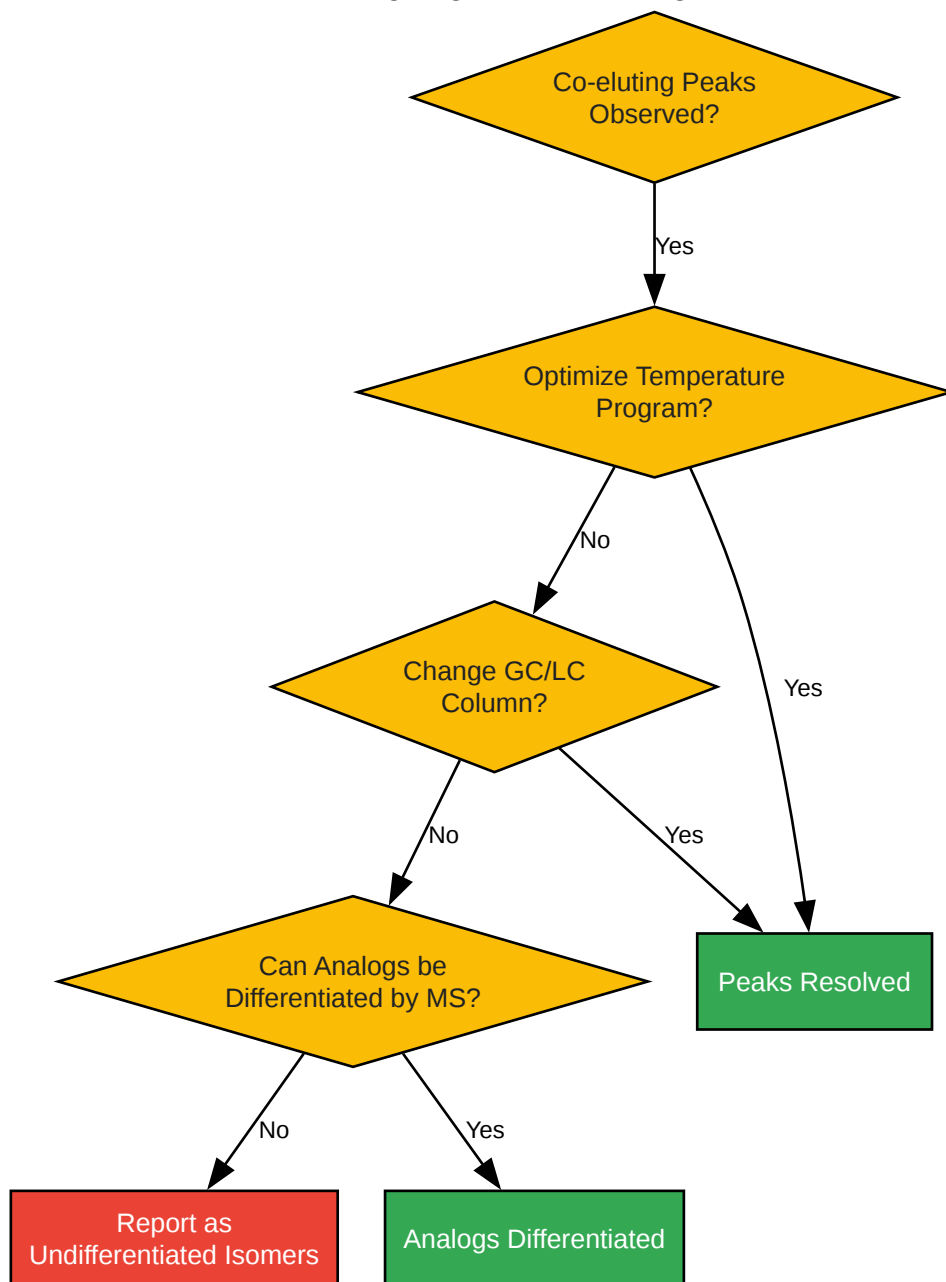 Co-eluting Peaks
Observed?
Yes
Optimize Temperature
Program?
No
Yes
Change GC/LC
Column?
No
Yes
Can Analogs be
Differentiated by MS?
Peaks Resolved
No
Yes
Report as
Undifferentiated Isomers
Analogs Differentiated